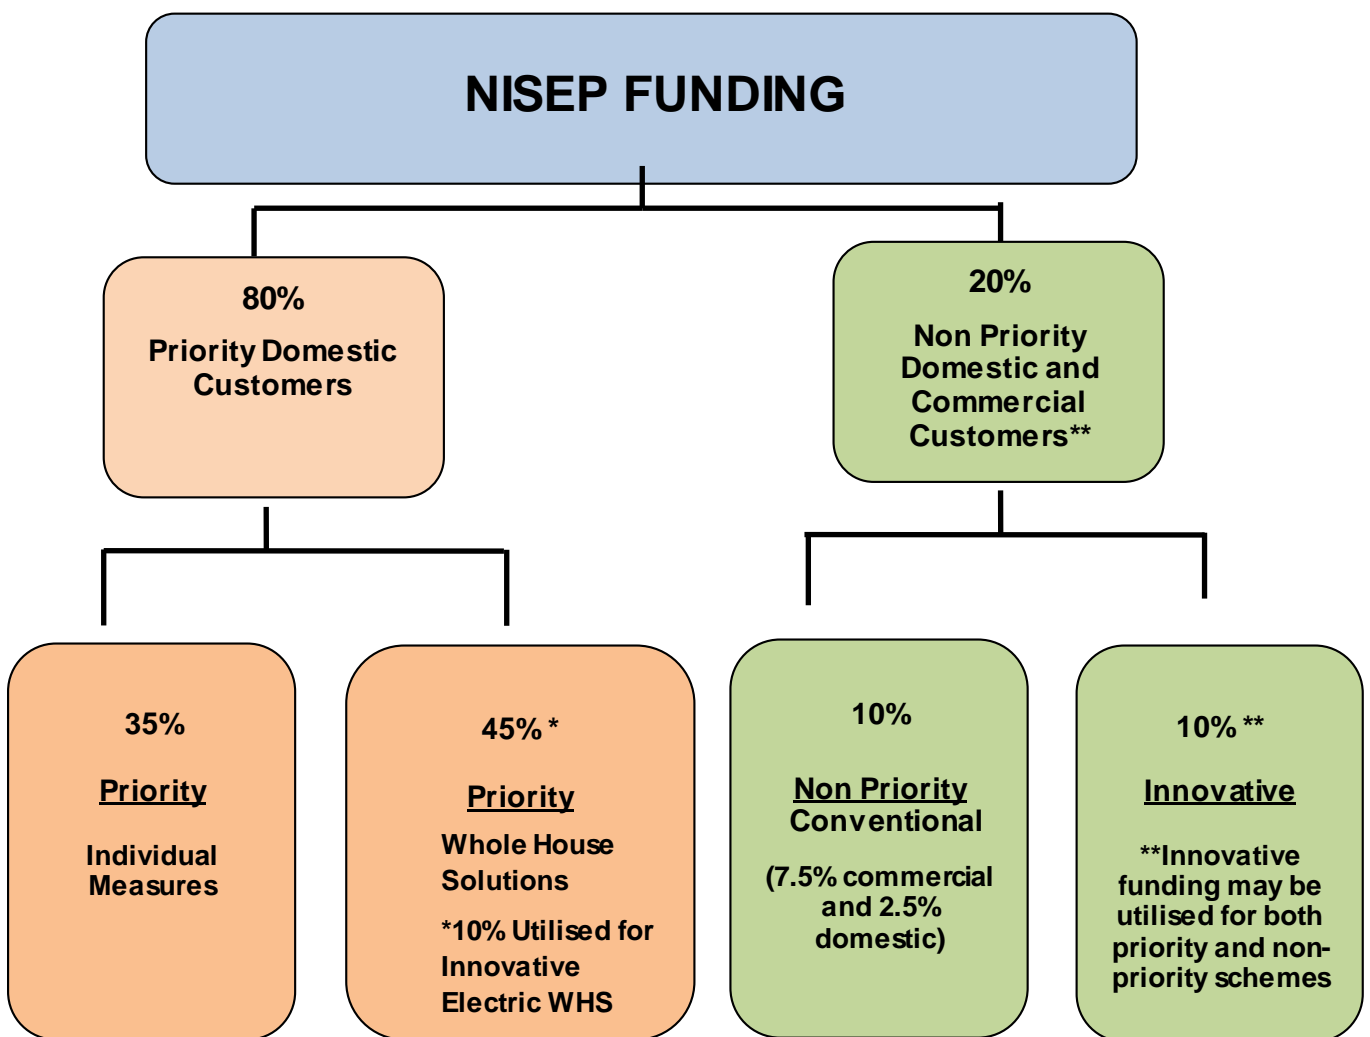 NISEP FUNDING
80%
Priority Domestic
Customers
20%
Non Priority
Domestic and
Commercial
Customers**
35%
Priority
Individual
Measures
45% *
Priority
Whole House
Solutions
*10% Utilised for
Innovative
Electric WHS
10%
Non Priority
Conventional
(7.5% commercial
and 2.5%
domestic)
10% **
Innovative
**Innovative
funding may be
utilised for both
priority and non-
priority schemes